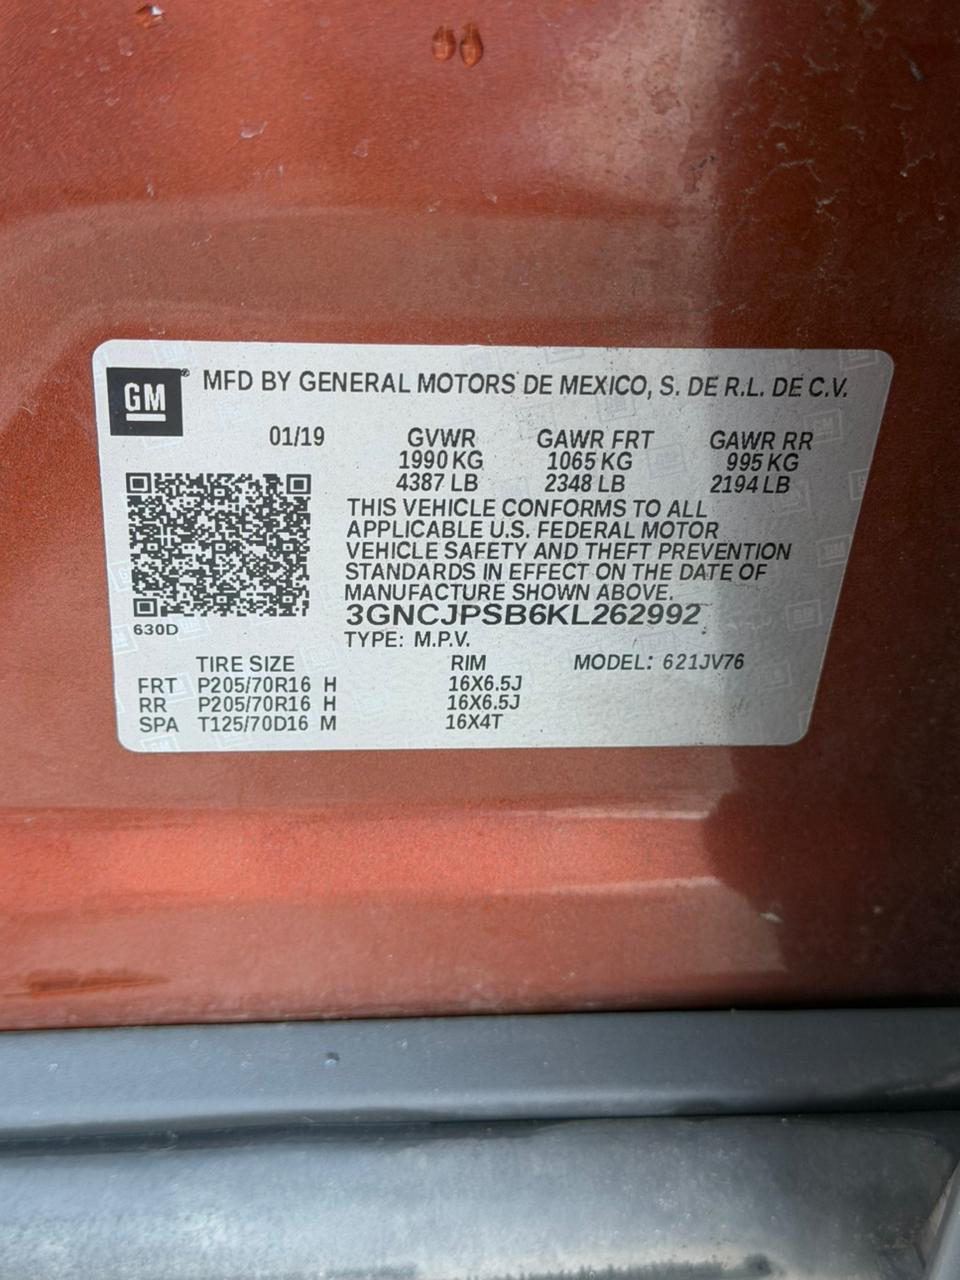 GM® MFD BY GENERAL MOTORS DE MEXICO, S. DE R.L. DE C.V.
01/19 GVWR GAWR FRT GAWR RR
1990 KG 1065 KG 995 KG
4387 LB 2348 LB 2194 LB
THIS VEHICLE CONFORMS TO ALL
APPLICABLE U.S. FEDERAL MOTOR
VEHICLE SAFETY AND THEFT PREVENTION
STANDARDS IN EFFECT ON THE DATE OF
MANUFACTURE SHOWN ABOVE.
3GNCJPSB6KL262992
630D
TYPE: M.P.V.
TIRE SIZE RIM MODEL: 621JV76
FRT P205/70R16 H 16X6.5J
RR P205/70R16 H 16X6.5J
SPA T125/70D16 M 16X4T